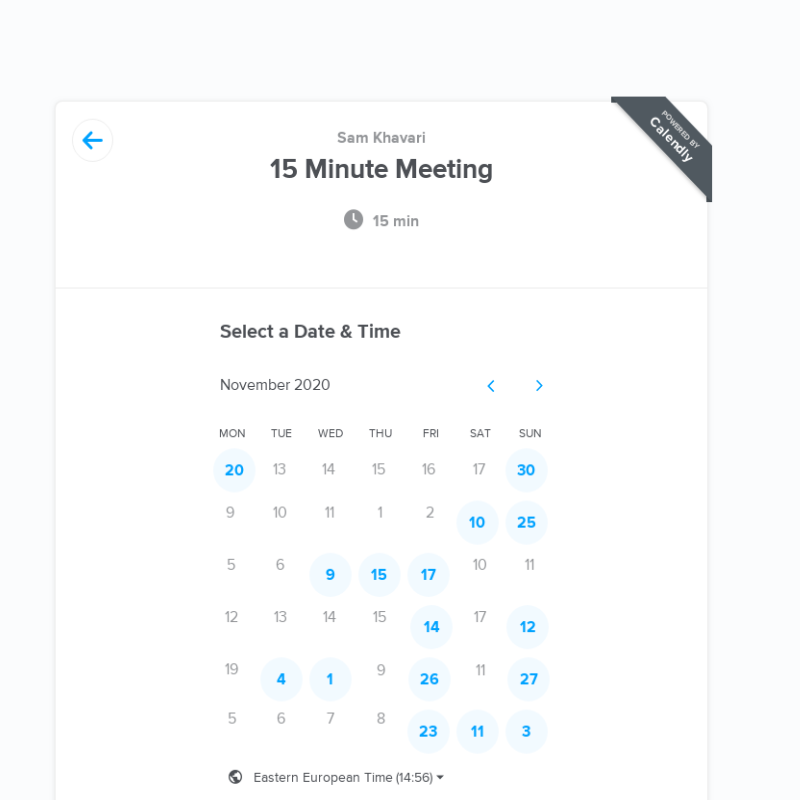 POWERED BY
Calendly
Sam Khavari
15 Minute Meeting
15 min
Select a Date & Time
November 2020
MON TUE WED THU FRI SAT SUN
20 13 14 15 16 17 30
9 10 11 1 2 10 25
5 6 9 15 17 10 11
12 13 14 15 14 17 12
19 4 1 9 26 11 27
5 6 7 8 23 11 3
Eastern European Time (14:56)